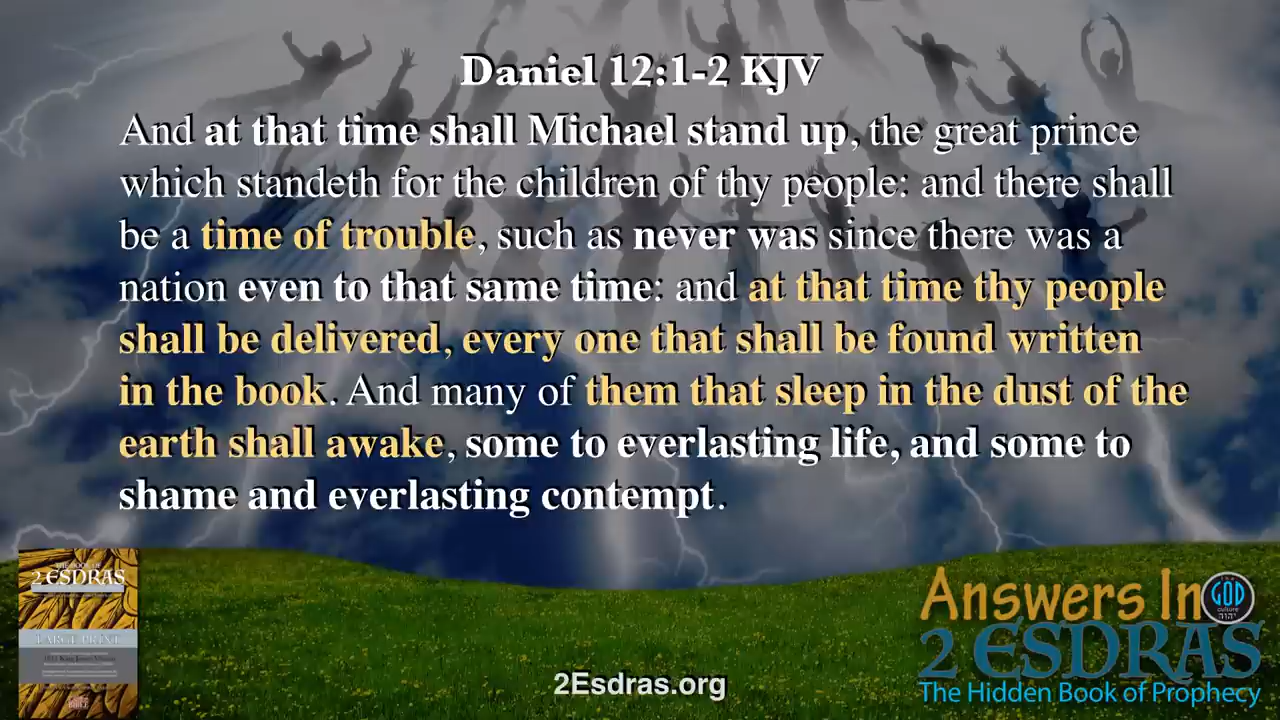 Daniel 12:1-2 KJV
And at that time shall Michael stand up, the great prince
which standeth for the children of thy people: and there shall
be a time of trouble, such as never was since there was a
nation even to that same time: and at that time thy people
shall be delivered, every one that shall be found written
in the book. And many of them that sleep in the dust of the
earth shall awake, some to everlasting life, and some to
shame and everlasting contempt.
2 ESDRAS
LARGE PRINT
2Esdras.org
Answers In
GOD
culture
יהוה
2 ESDRAS
The Hidden Book of Prophecy